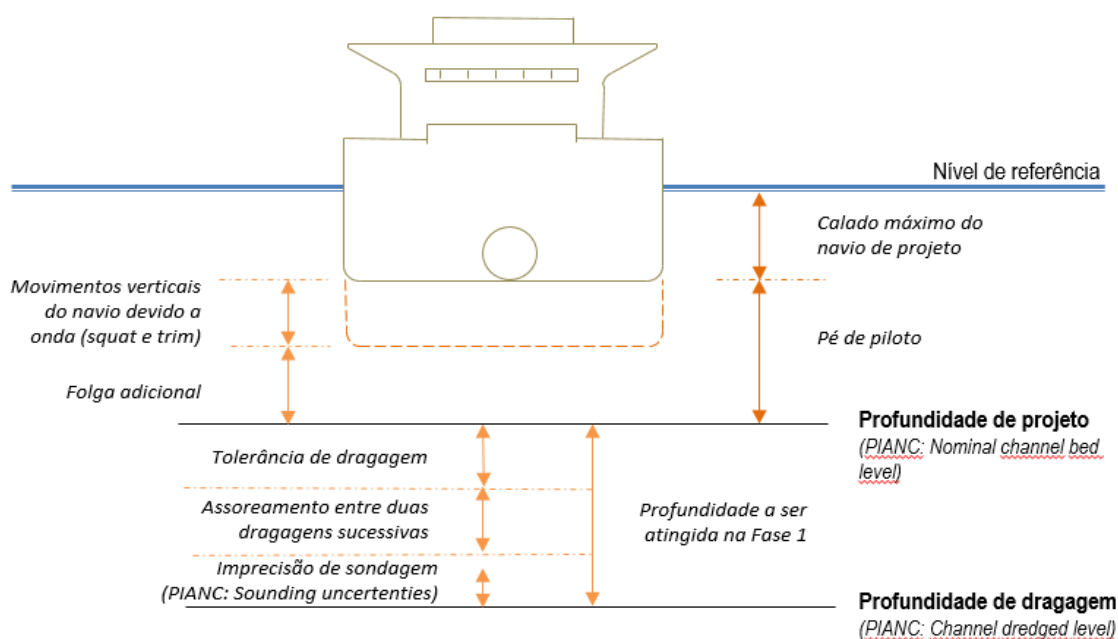 Nível de referência
Calado máximo do
navio de projeto
Movimentos verticais
do navio devido a
onda (squat e trim)
Pé de piloto
Folga adicional
Profundidade de projeto
(PIANC: Nominal channel bed
level)
Tolerância de dragagem
Assoreamento entre duas
dragagens sucessivas
Profundidade a ser
atingida na Fase 1
Imprecisão de sondagem
(PIANC: Sounding uncertenties)
Profundidade de dragagem
(PIANC: Channel dredged level)